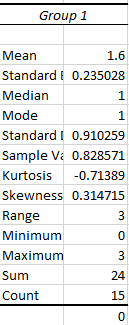 Group 1
Mean 1.6
Standard E 0.235028
Median 1
Mode 1
Standard D 0.910259
Sample Va 0.828571
Kurtosis -0.71389
Skewness 0.314715
Range 3
Minimum 0
Maximum 3
Sum 24
Count 15
0